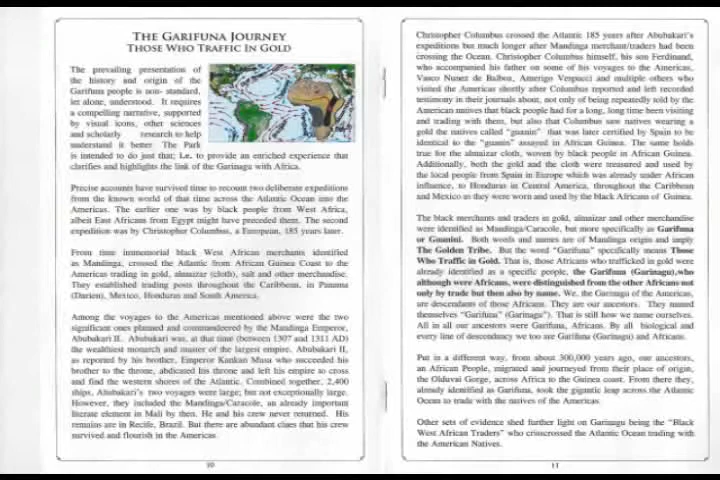 THE GARIFUNA JOURNEY
THOSE WHO TRAFFIC IN GOLD
The prevailing presentation of
the history and origin of the
Garifuna people is non- standard,
let alone, understood. It requires
a compelling narrative, supported
by visual icons, other sciences
and scholarly research to help
understand it better. The Park
is intended to do just that; i.e. to provide an enriched experience that
clarifies and highlights the link of the Garinagu with Africa.
Precise accounts have survived time to recount two deliberate expeditions
from the known world of that time across the Atlantic Ocean into the
Americas. The earlier one was by black people from West Africa,
albeit East Africans from Egypt might have preceded them. The second
expedition was by Christopher Columbus, a European, 185 years later.
From time immemorial black West African merchants identified
as Mandinga, crossed the Atlantic from African Guinea Coast to the
Americas trading in gold, almaizar (cloth), salt and other merchandise.
They established trading posts throughout the Caribbean, in Panama
(Darien), Mexico, Honduras and South America.
Among the voyages to the Americas mentioned above were the two
significant ones planned and commandeered by the Mandinga Emperor,
Abubakari II. Abubakari was, at that time (between 1307 and 1311 AD)
the wealthiest monarch and master of the largest empire. Abubakari II,
as reported by his brother, Emperor Kankan Musa who succeeded his
brother to the throne, abdicated his throne and left his empire to cross
and find the western shores of the Atlantic. Combined together, 2,400
ships, Abubakari's two voyages were large; but not exceptionally large.
However, they included the Mandinga/Caracole, an already important
literate element in Mali by then. He and his crew never returned. His
remains are in Recife, Brazil. But there are abundant clues that his crew
survived and flourish in the Americas.
10
Christopher Columbus crossed the Atlantic 185 years after Abubakari's
expeditions but much longer after Mandinga merchant/traders had been
crossing the Ocean. Christopher Columbus himself, his son Ferdinand,
who accompanied his father on some of his voyages to the Americas,
Vasco Nunez de Balboa, Amerigo Vespucci and multiple others who
visited the Americas shortly after Columbus reported and left recorded
testimony in their journals about, not only of being repeatedly told by the
American natives that black people had for a long, long time been visiting
and trading with them, but also that Columbus saw natives wearing a
gold the natives called "guanin" that was later certified by Spain to be
identical to the "guanin" assayed in African Guinea. The same holds
true for the almaizar cloth, woven by black people in African Guinea.
Additionally, both the gold and the cloth were treasured and used by
the local people from Spain in Europe which was already under African
influence, to Honduras in Central America, throughout the Caribbean
and Mexico as they were worn and used by the black Africans of Guinea.
The black merchants and traders in gold, almaizar and other merchandise
were identified as Mandinga/Caracole, but more specifically as Garifuna
or Guanini. Both words and names are of Mandinga origin and imply
The Golden Tribe. But the word "Garifuna" specifically means Those
Who Traffic in Gold. That is, those Africans who trafficked in gold were
already identified as a specific people, the Garifuna (Garinagu),who
although were Africans, were distinguished from the other Africans not
only by trade but then also by name. We, the Garinagu of the Americas,
are descendants of those Africans. They are our ancestors. They named
themselves "Garifuna" (Garinagu". That is still how we name ourselves.
All in all our ancestors were Garifuna, Africans. By all biological and
every line of descendancy we too are Garifuna (Garinagu) and Africans.
Put in a different way, from about 300,000 years ago, our ancestors,
an African People, migrated and journeyed from their place of origin,
the Olduvai Gorge, across Africa to the Guinea coast. From there they,
already identified as Garifuna, took the gigantic leap across the Atlantic
Ocean to trade with the natives of the Americas.
Other sets of evidence shed further light on Garinagu being the "Black
West African Traders" who crisscrossed the Atlantic Ocean trading with
the American Natives.
11